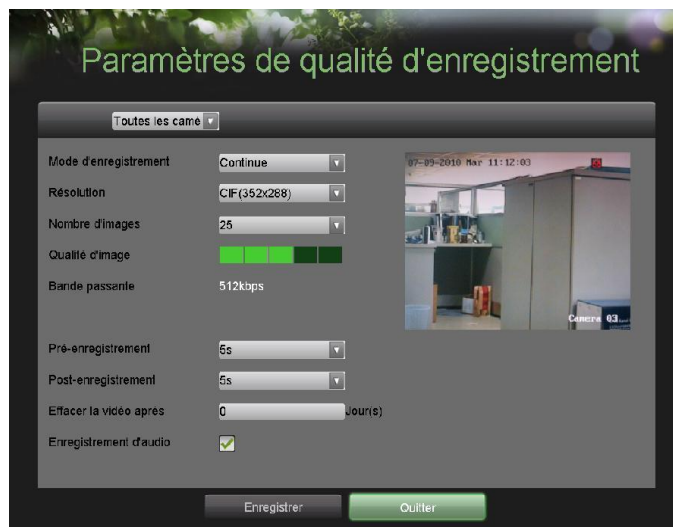 Paramètres de qualité d'enregistrement
Toutes les camé
Mode d'enregistrement Continue
Résolution CIF(352x288)
Nombre d'images 25
Qualité d'image
Bande passante 512kbps
Pré-enregistrement 5s
Post-enregistrement 5s
Effacer la vidéo après 0 Jour(s)
Enregistrement d'audio
07-09-2010 Mar 11:12:03
Camera 03
Enregistrer Quitter